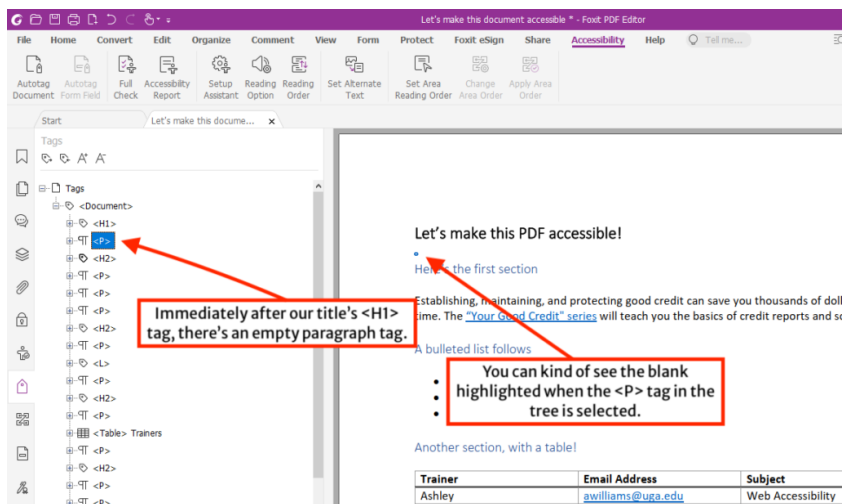 Let's make this document accessible * - Foxit PDF Editor
File Home Convert Edit Organize Comment View Form Protect Foxit eSign Share Accessibility Help Tell me...
Autotag Document
Autotag Form Field
Full Check
Accessibility Report
Setup Assistant
Reading Option
Reading Order
Set Alternate Text
Set Area Reading Order
Change Area Order
Apply Area Order
Start
Let's make this docume... x
Tags
A+ A-
Tags
<Document>
<H1>
<P>
<H2>
<P>
<P>
<P>
<H2>
<P>
<L>
<P>
<H2>
<P>
<Table> Trainers
<P>
<H2>
<P>
<P>
Immediately after our title's <H1>
tag, there's an empty paragraph tag.
Let's make this PDF accessible!
Here's the first section
Establishing, maintaining, and protecting good credit can save you thousands of doll
time. The "Your Good Credit" series will teach you the basics of credit reports and sc
A bulleted list follows
You can kind of see the blank
highlighted when the <P> tag in the
tree is selected.
Another section, with a table!
Trainer Email Address Subject
Ashley awilliams@uga.edu Web Accessibility